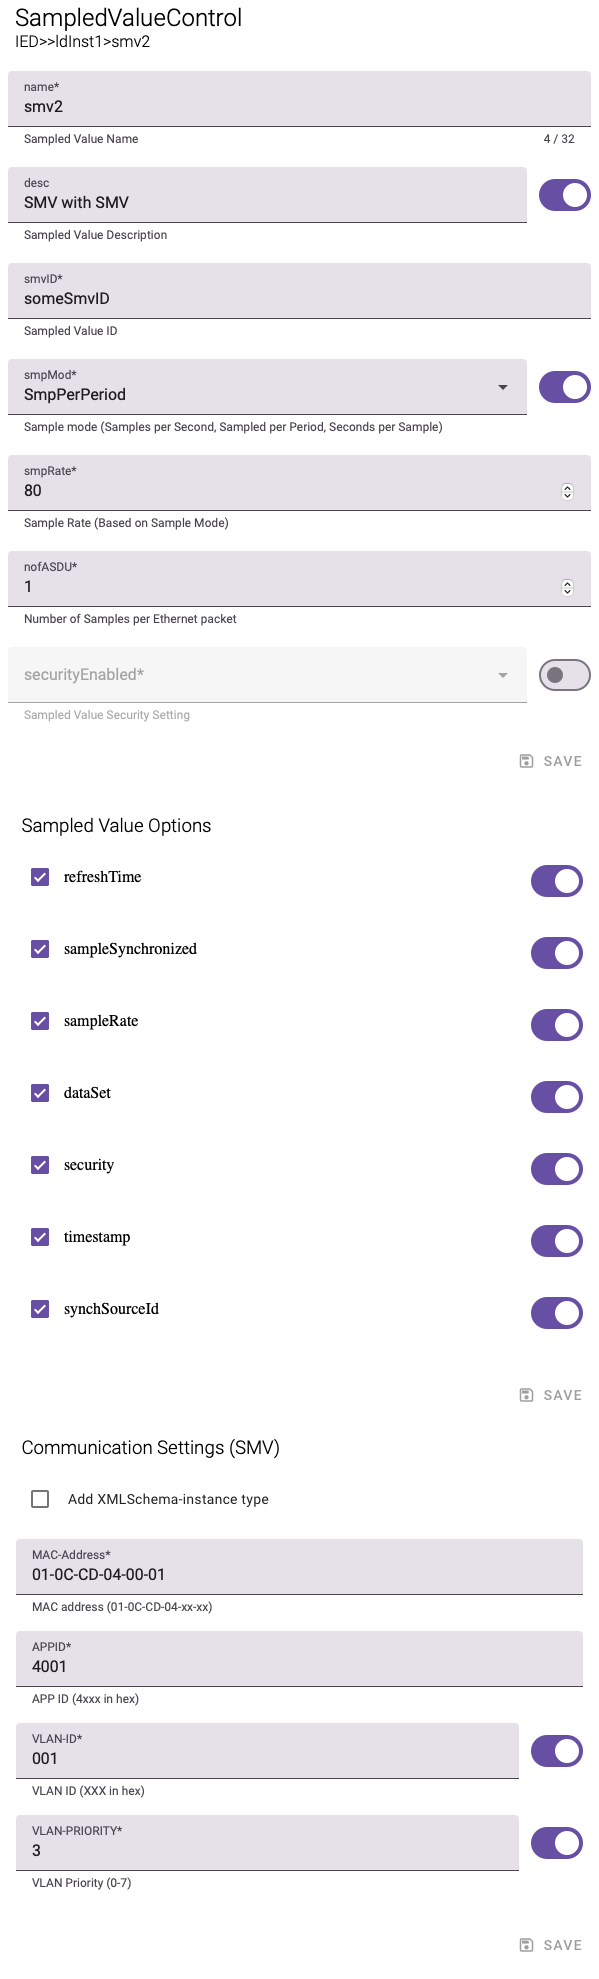 SampledValueControl
IED>>ldInst1>smv2
name*
smv2
Sampled Value Name 4 / 32
desc
SMV with SMV
Sampled Value Description
smvID*
someSmvID
Sampled Value ID
smpMod*
SmpPerPeriod
Sample mode (Samples per Second, Sampled per Period, Seconds per Sample)
smpRate*
80
Sample Rate (Based on Sample Mode)
nofASDU*
1
Number of Samples per Ethernet packet
securityEnabled*
Sampled Value Security Setting
SAVE
Sampled Value Options
refreshTime
sampleSynchronized
sampleRate
dataSet
security
timestamp
synchSourceId
SAVE
Communication Settings (SMV)
Add XMLSchema-instance type
MAC-Address*
01-0C-CD-04-00-01
MAC address (01-0C-CD-04-xx-xx)
APPID*
4001
APP ID (4xxx in hex)
VLAN-ID*
001
VLAN ID (XXX in hex)
VLAN-PRIORITY*
3
VLAN Priority (0-7)
SAVE